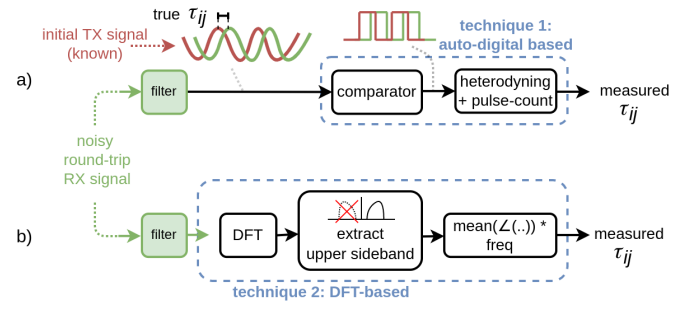 true τij
initial TX signal
(known)
technique 1:
auto-digital based
a)
filter
comparator
heterodyning
+ pulse-count
measured
τij
noisy
round-trip
RX signal
b)
filter
DFT
extract
upper sideband
mean(∠(..)) *
freq
measured
τij
technique 2: DFT-based